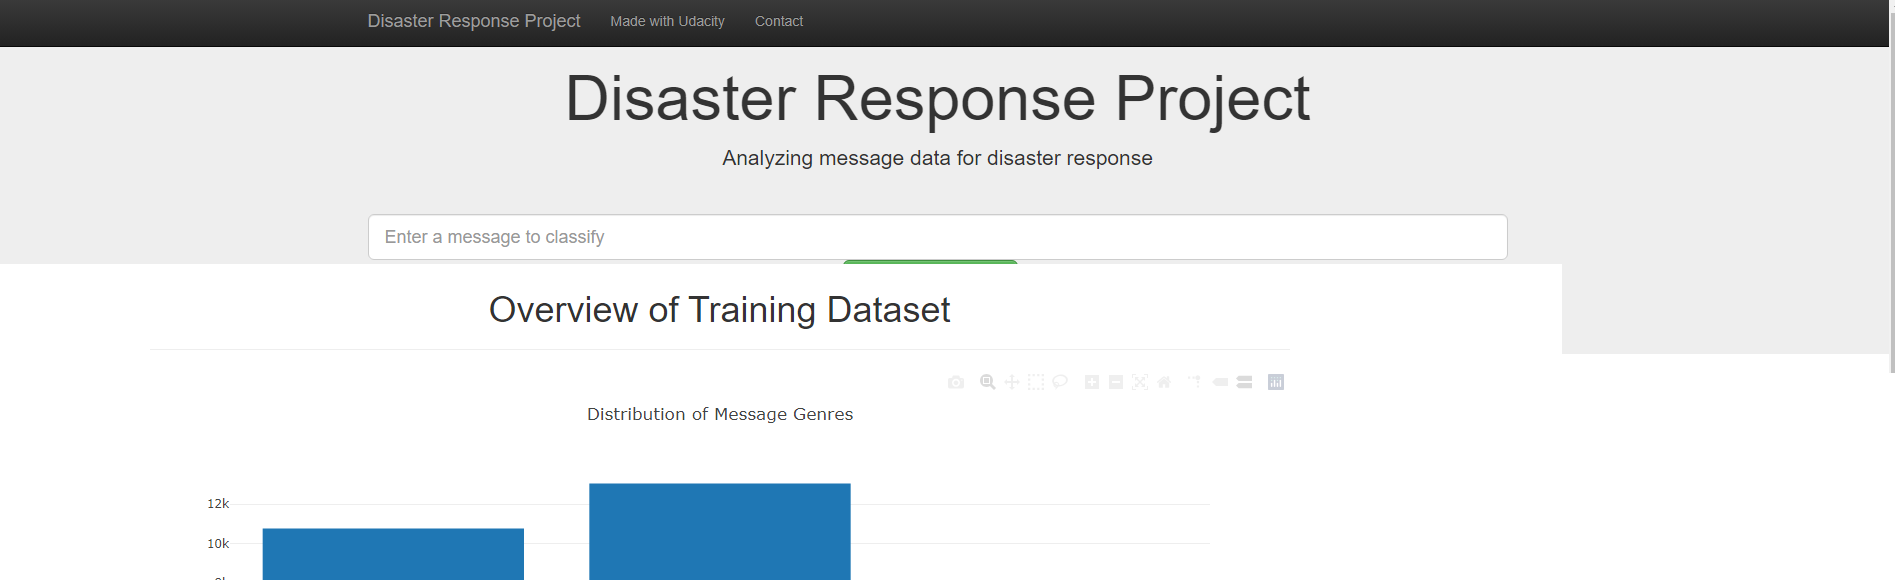 Disaster Response Project Made with Udacity Contact
Disaster Response Project
Analyzing message data for disaster response
Enter a message to classify
Overview of Training Dataset
Distribution of Message Genres
12k
10k